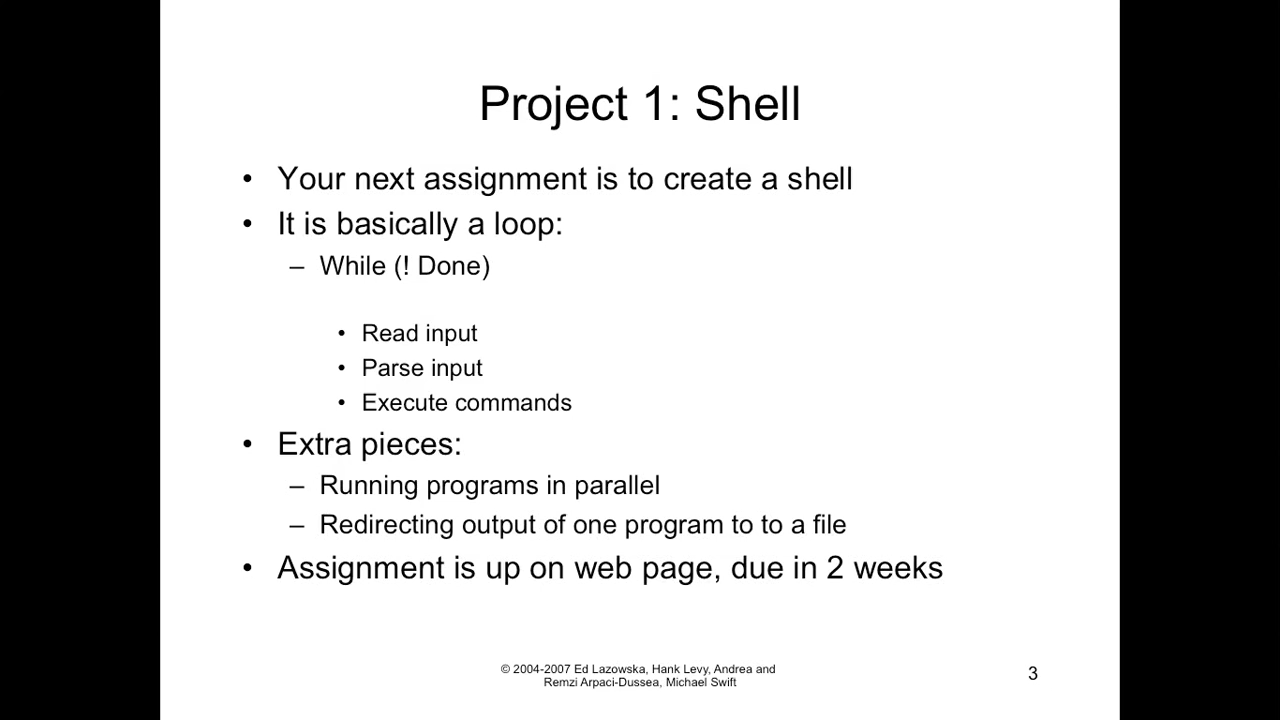 Project 1: Shell
• Your next assignment is to create a shell
• It is basically a loop:
– While (! Done)
• Read input
• Parse input
• Execute commands
• Extra pieces:
– Running programs in parallel
– Redirecting output of one program to to a file
• Assignment is up on web page, due in 2 weeks
© 2004-2007 Ed Lazowska, Hank Levy, Andrea and
Remzi Arpaci-Dussea, Michael Swift
3